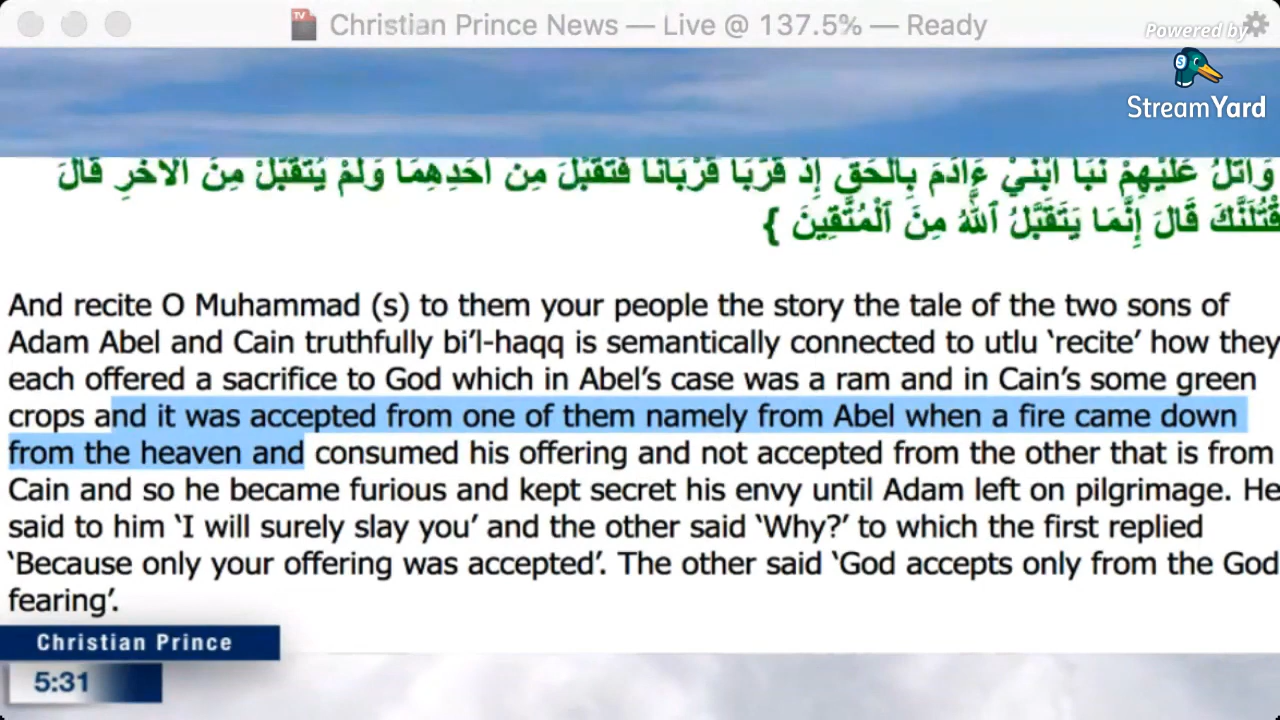 Christian Prince News — Live @ 137.5% — Ready
Powered by
StreamYard
وَاتْلُ عَلَيْهِمْ نَبَأَ ابْنَيْ ءَادَمَ بِالْحَقِّ إِذْ قَرَّبَا قُرْبَانًا فَتُقُبِّلَ مِن أَحَدِهِمَا وَلَمْ يُتَقَبَّلْ مِنَ الآخَرِ قَالَ
قْتُلَنَّكَ قَالَ إِنَّمَا يَتَقَبَّلُ ٱللَّهُ مِنَ ٱلْمُتَّقِينَ }
And recite O Muhammad (s) to them your people the story the tale of the two sons of
Adam Abel and Cain truthfully bi’l-haqq is semantically connected to utlu ‘recite’ how they
each offered a sacrifice to God which in Abel’s case was a ram and in Cain’s some green
crops and it was accepted from one of them namely from Abel when a fire came down
from the heaven and consumed his offering and not accepted from the other that is from
Cain and so he became furious and kept secret his envy until Adam left on pilgrimage. He
said to him ‘I will surely slay you’ and the other said ‘Why?’ to which the first replied
‘Because only your offering was accepted’. The other said ‘God accepts only from the God
fearing’.
Christian Prince
5:31